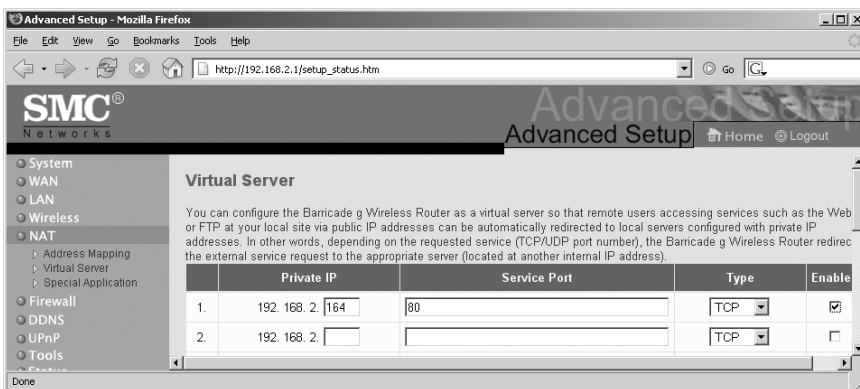 Advanced Setup - Mozilla Firefox
File Edit View Go Bookmarks Tools Help
http://192.168.2.1/setup_status.htm
Go G
SMC®
Networks
Advanced Setup
Advanced Setup
Home Logout
System
WAN
LAN
Wireless
NAT
Address Mapping
Virtual Server
Special Application
Firewall
DDNS
UPnP
Tools
Status
Virtual Server
You can configure the Barricade g Wireless Router as a virtual server so that remote users accessing services such as the Web
or FTP at your local site via public IP addresses can be automatically redirected to local servers configured with private IP
addresses. In other words, depending on the requested service (TCP/UDP port number), the Barricade g Wireless Router redirec
the external service request to the appropriate server (located at another internal IP address).
Private IP Service Port Type Enable
1. 192. 168. 2. 164 80 TCP
2. 192. 168. 2. TCP
Done